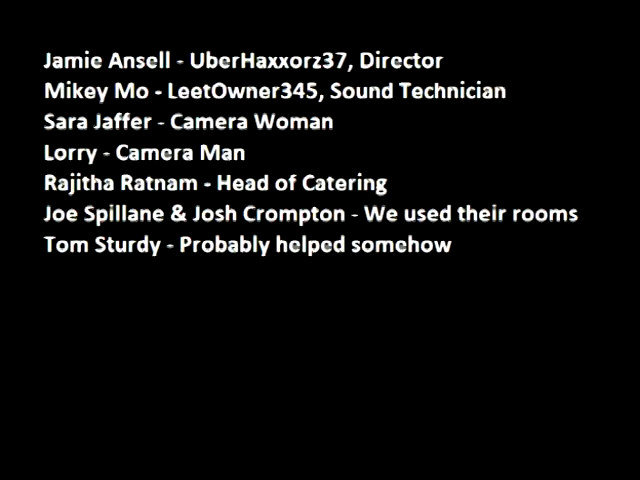 Jamie Ansell - UberHaxxorz37, Director
Mikey Mo - LeetOwner345, Sound Technician
Sara Jaffer - Camera Woman
Lorry - Camera Man
Rajitha Ratnam - Head of Catering
Joe Spillane & Josh Crompton - We used their rooms
Tom Sturdy - Probably helped somehow